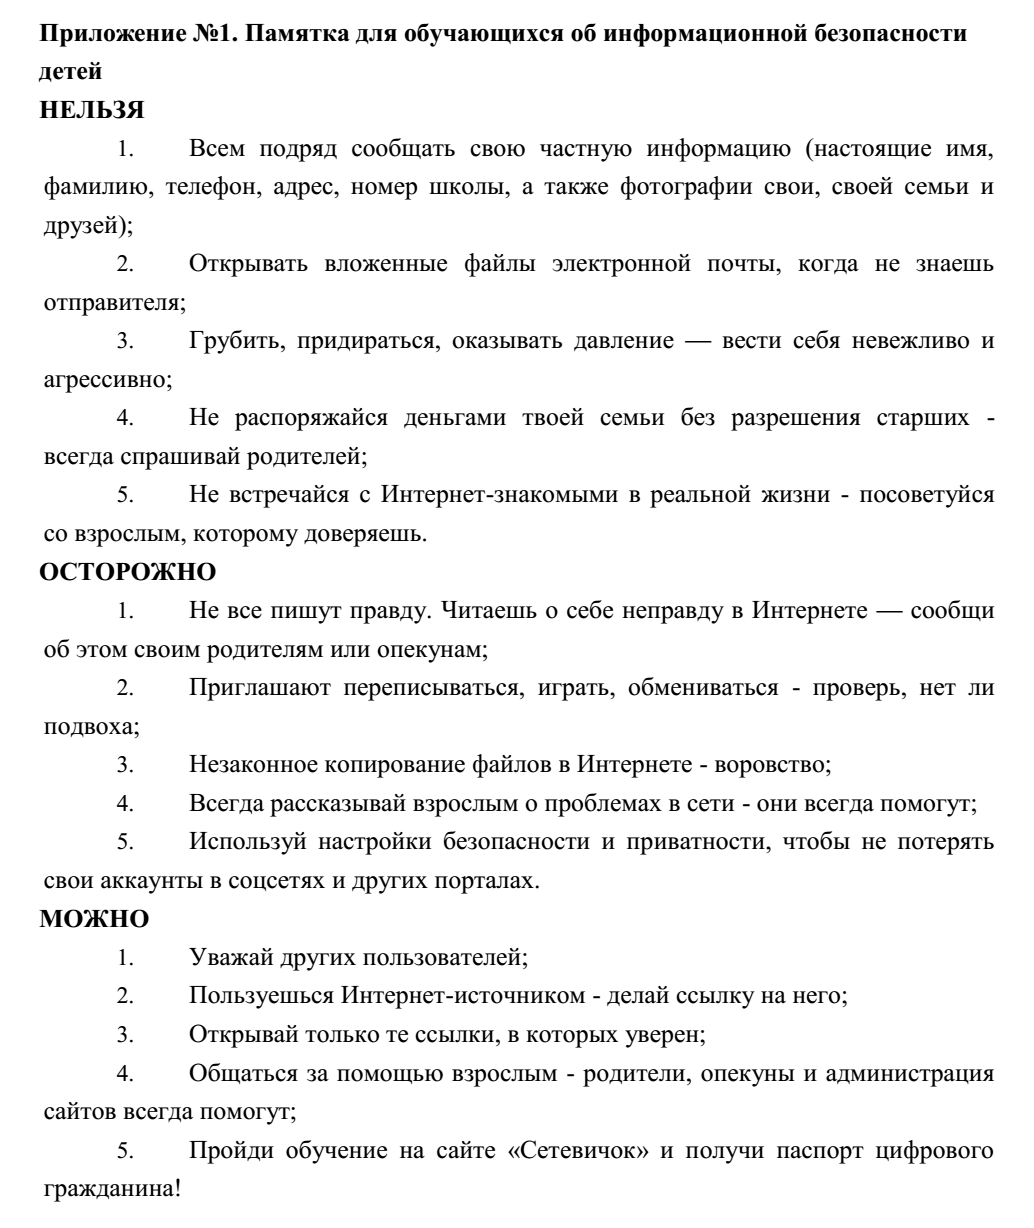 Приложение №1. Памятка для обучающихся об информационной безопасности
детей
НЕЛЬЗЯ
1. Всем подряд сообщать свою частную информацию (настоящие имя,
фамилию, телефон, адрес, номер школы, а также фотографии свои, своей семьи и
друзей);
2. Открывать вложенные файлы электронной почты, когда не знаешь
отправителя;
3. Грубить, придираться, оказывать давление — вести себя невежливо и
агрессивно;
4. Не распоряжайся деньгами твоей семьи без разрешения старших -
всегда спрашивай родителей;
5. Не встречайся с Интернет-знакомыми в реальной жизни - посоветуйся
со взрослым, которому доверяешь.
ОСТОРОЖНО
1. Не все пишут правду. Читаешь о себе неправду в Интернете — сообщи
об этом своим родителям или опекунам;
2. Приглашают переписываться, играть, обмениваться - проверь, нет ли
подвоха;
3. Незаконное копирование файлов в Интернете - воровство;
4. Всегда рассказывай взрослым о проблемах в сети - они всегда помогут;
5. Используй настройки безопасности и приватности, чтобы не потерять
свои аккаунты в соцсетях и других порталах.
МОЖНО
1. Уважай других пользователей;
2. Пользуешься Интернет-источником - делай ссылку на него;
3. Открывай только те ссылки, в которых уверен;
4. Общаться за помощью взрослым - родители, опекуны и администрация
сайтов всегда помогут;
5. Пройди обучение на сайте «Сетевичок» и получи паспорт цифрового
гражданина!